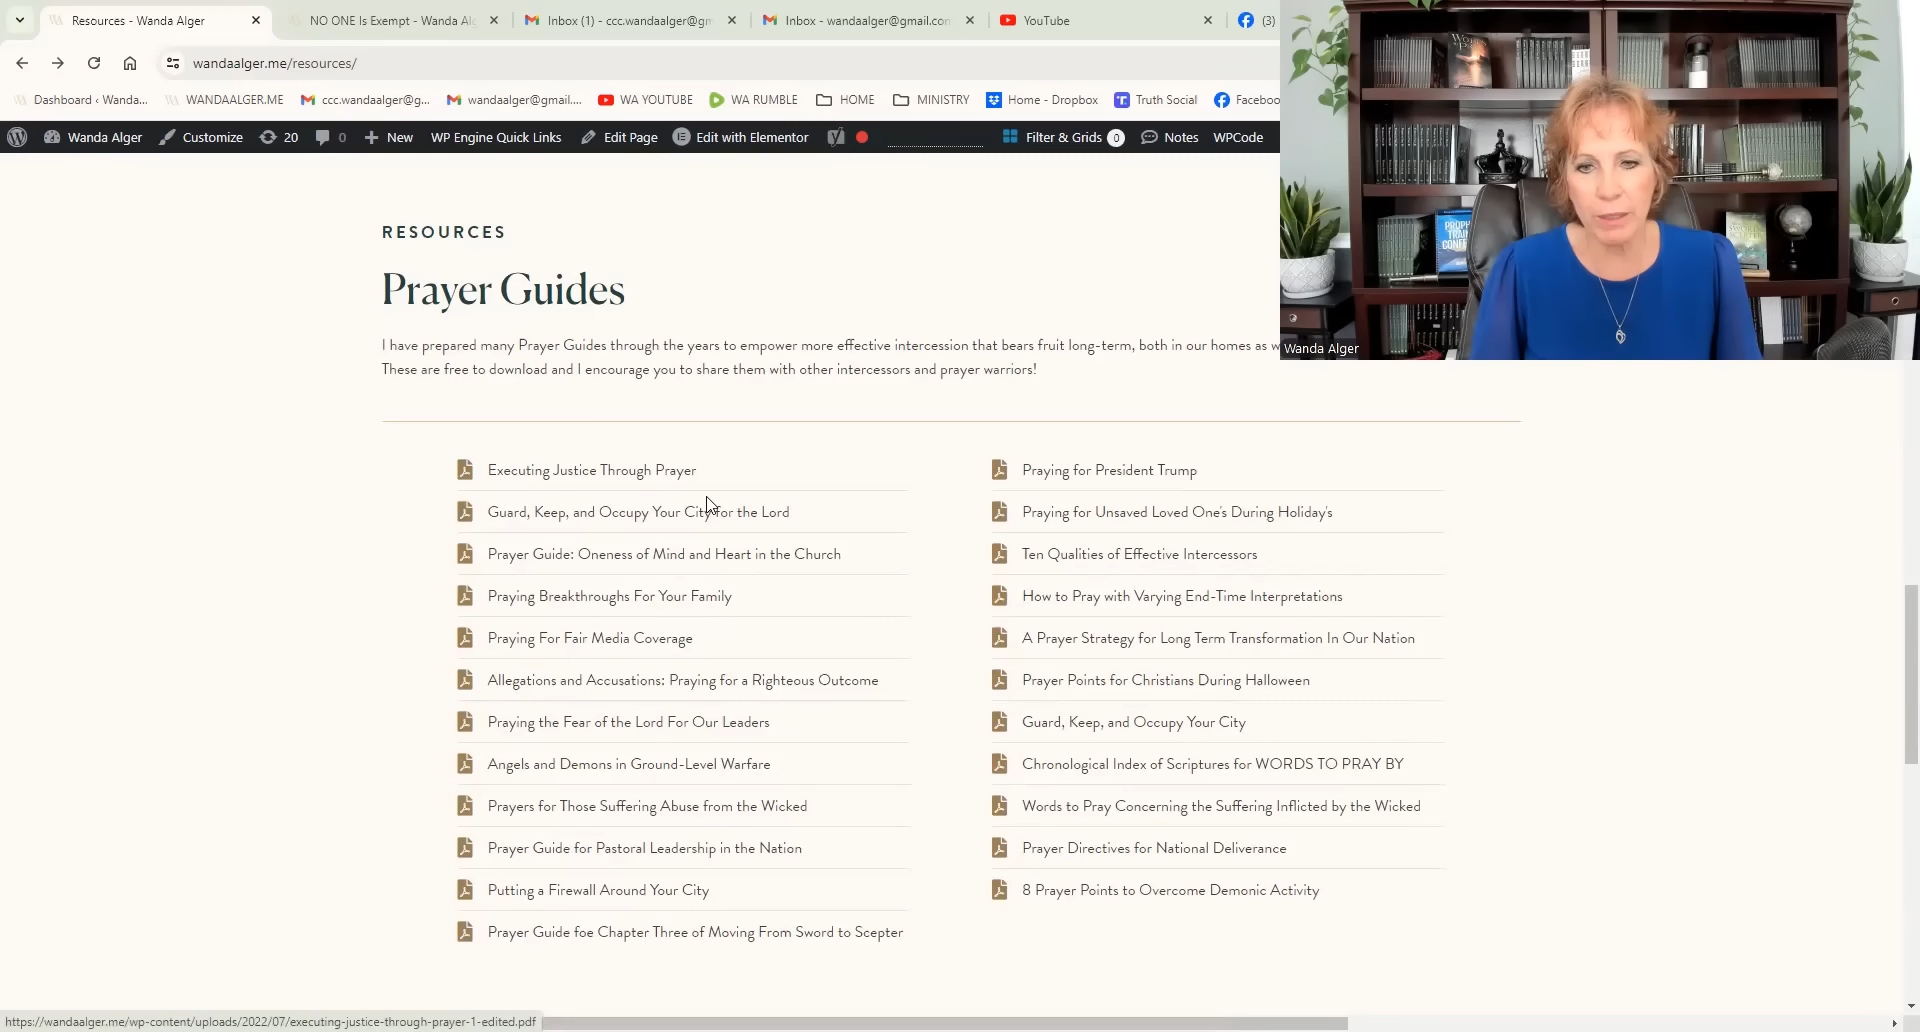 Resources - Wanda Alger
NO ONE Is Exempt - Wanda Alg
Inbox (1) - ccc.wandaalger@gm
Inbox - wandaalger@gmail.con
YouTube
(3)
wandaalger.me/resources/
Dashboard ‹ Wanda...
WANDAALGER.ME
ccc.wandaalger@g...
wandaalger@gmail....
WA YOUTUBE
WA RUMBLE
HOME
MINISTRY
Home - Dropbox
Truth Social
Faceboo
Wanda Alger
Customize
20
0
New
WP Engine Quick Links
Edit Page
Edit with Elementor
Filter & Grids 0
Notes
WPCode
Wanda Alger
RESOURCES
Prayer Guides
I have prepared many Prayer Guides through the years to empower more effective intercession that bears fruit long-term, both in our homes as w
These are free to download and I encourage you to share them with other intercessors and prayer warriors!
Executing Justice Through Prayer
Guard, Keep, and Occupy Your City for the Lord
Prayer Guide: Oneness of Mind and Heart in the Church
Praying Breakthroughs For Your Family
Praying For Fair Media Coverage
Allegations and Accusations: Praying for a Righteous Outcome
Praying the Fear of the Lord For Our Leaders
Angels and Demons in Ground-Level Warfare
Prayers for Those Suffering Abuse from the Wicked
Prayer Guide for Pastoral Leadership in the Nation
Putting a Firewall Around Your City
Prayer Guide foe Chapter Three of Moving From Sword to Scepter
Praying for President Trump
Praying for Unsaved Loved One's During Holiday's
Ten Qualities of Effective Intercessors
How to Pray with Varying End-Time Interpretations
A Prayer Strategy for Long Term Transformation In Our Nation
Prayer Points for Christians During Halloween
Guard, Keep, and Occupy Your City
Chronological Index of Scriptures for WORDS TO PRAY BY
Words to Pray Concerning the Suffering Inflicted by the Wicked
Prayer Directives for National Deliverance
8 Prayer Points to Overcome Demonic Activity
https://wandaalger.me/wp-content/uploads/2022/07/executing-justice-through-prayer-1-edited.pdf